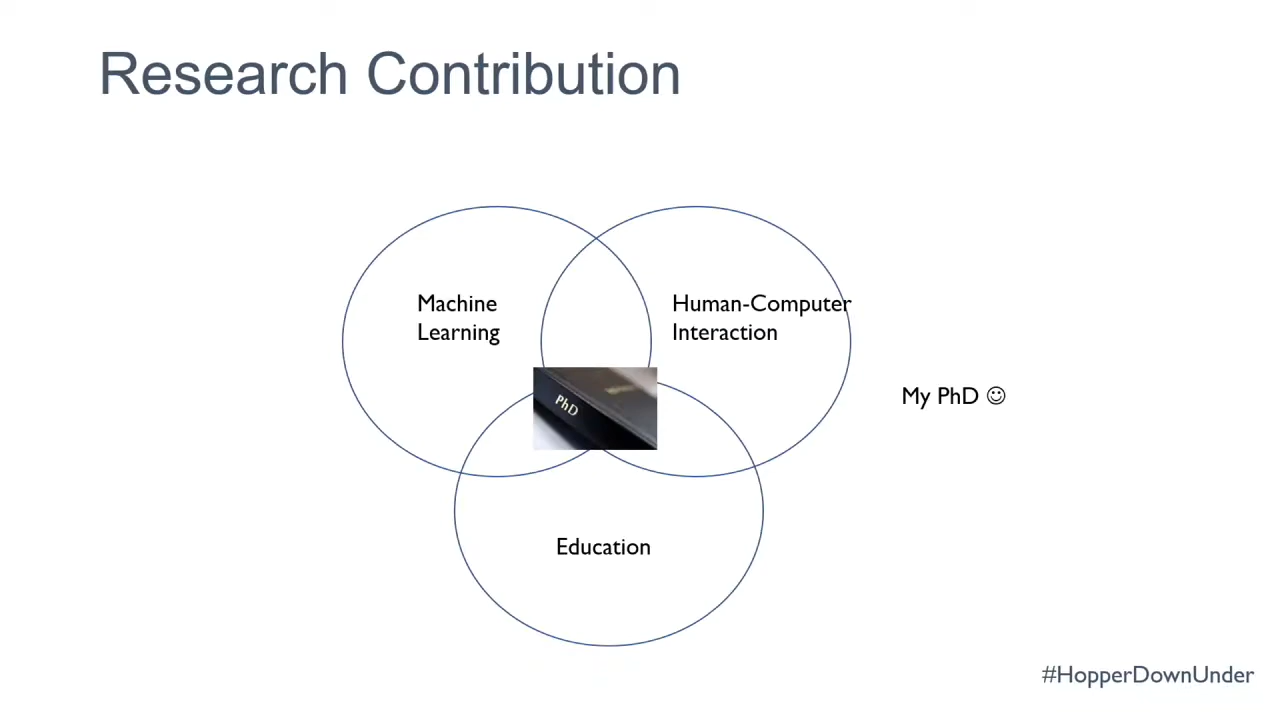 Research Contribution
Machine
Learning
Human-Computer
Interaction
PhD
My PhD ☺
Education
#HopperDownUnder